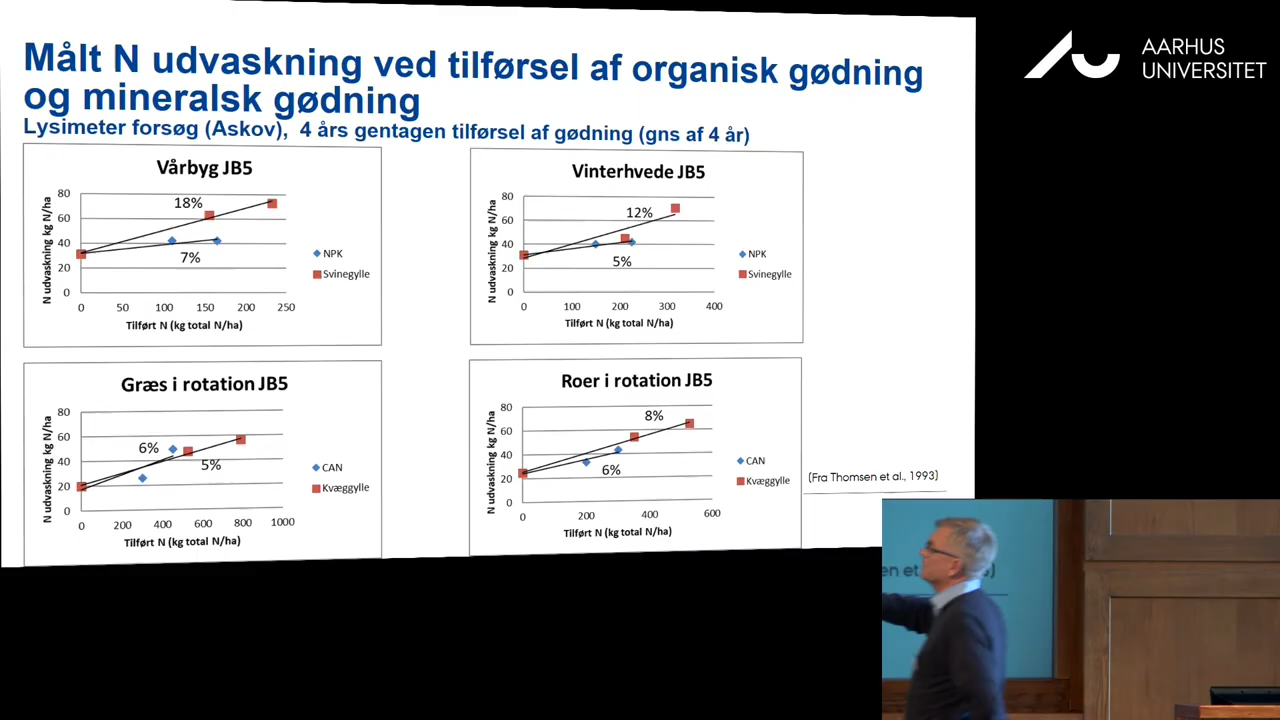 Målt N udvaskning ved tilførsel af organisk gødning
og mineralsk gødning
Lysimeter forsøg (Askov), 4 års gentagen tilførsel af gødning (gns af 4 år)
AARHUS
UNIVERSITET
Vårbyg JB5
N udvaskning kg N/ha
80
60
40
20
0
18%
7%
0 50 100 150 200 250
Tilført N (kg total N/ha)
NPK
Svinegylle
Vinterhvede JB5
N udvaskning kg N/ha
80
60
40
20
0
12%
5%
0 100 200 300 400
Tilført N (kg total N/ha)
NPK
Svinegylle
Græs i rotation JB5
N udvaskning kg N/ha
80
60
40
20
0
6%
5%
0 200 400 600 800 1000
Tilført N (kg total N/ha)
CAN
Kvæggylle
Roer i rotation JB5
N udvaskning kg N/ha
80
60
40
20
0
8%
6%
0 200 400 600
Tilført N (kg total N/ha)
CAN
Kvæggylle
(Fra Thomsen et al., 1993)